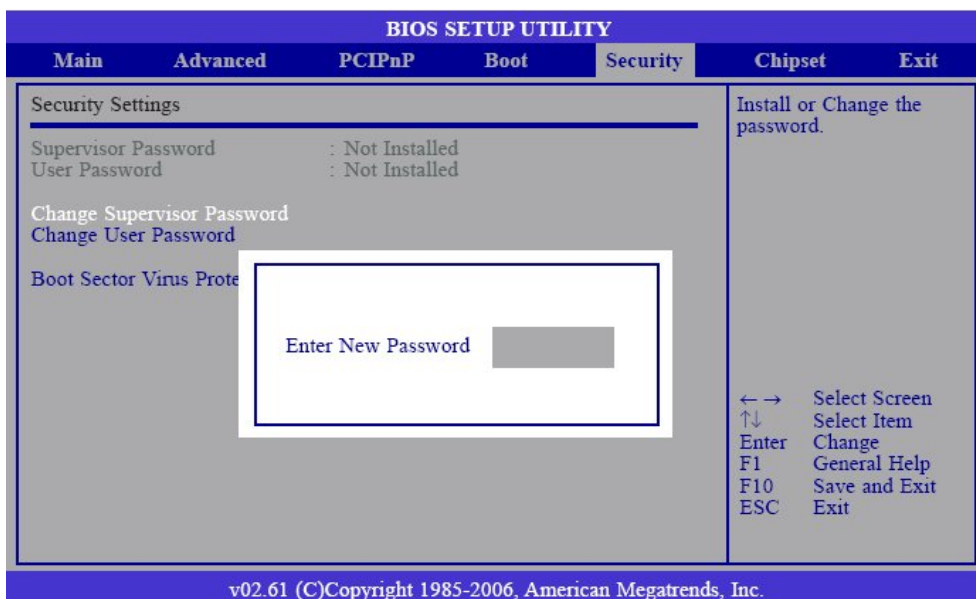 BIOS SETUP UTILITY
Main Advanced PCIPnP Boot Security Chipset Exit
Security Settings
Supervisor Password : Not Installed
User Password : Not Installed
Change Supervisor Password
Change User Password
Boot Sector Virus Prote
Enter New Password
Install or Change the
password.
←→ Select Screen
↑↓ Select Item
Enter Change
F1 General Help
F10 Save and Exit
ESC Exit
v02.61 (C)Copyright 1985-2006, American Megatrends, Inc.